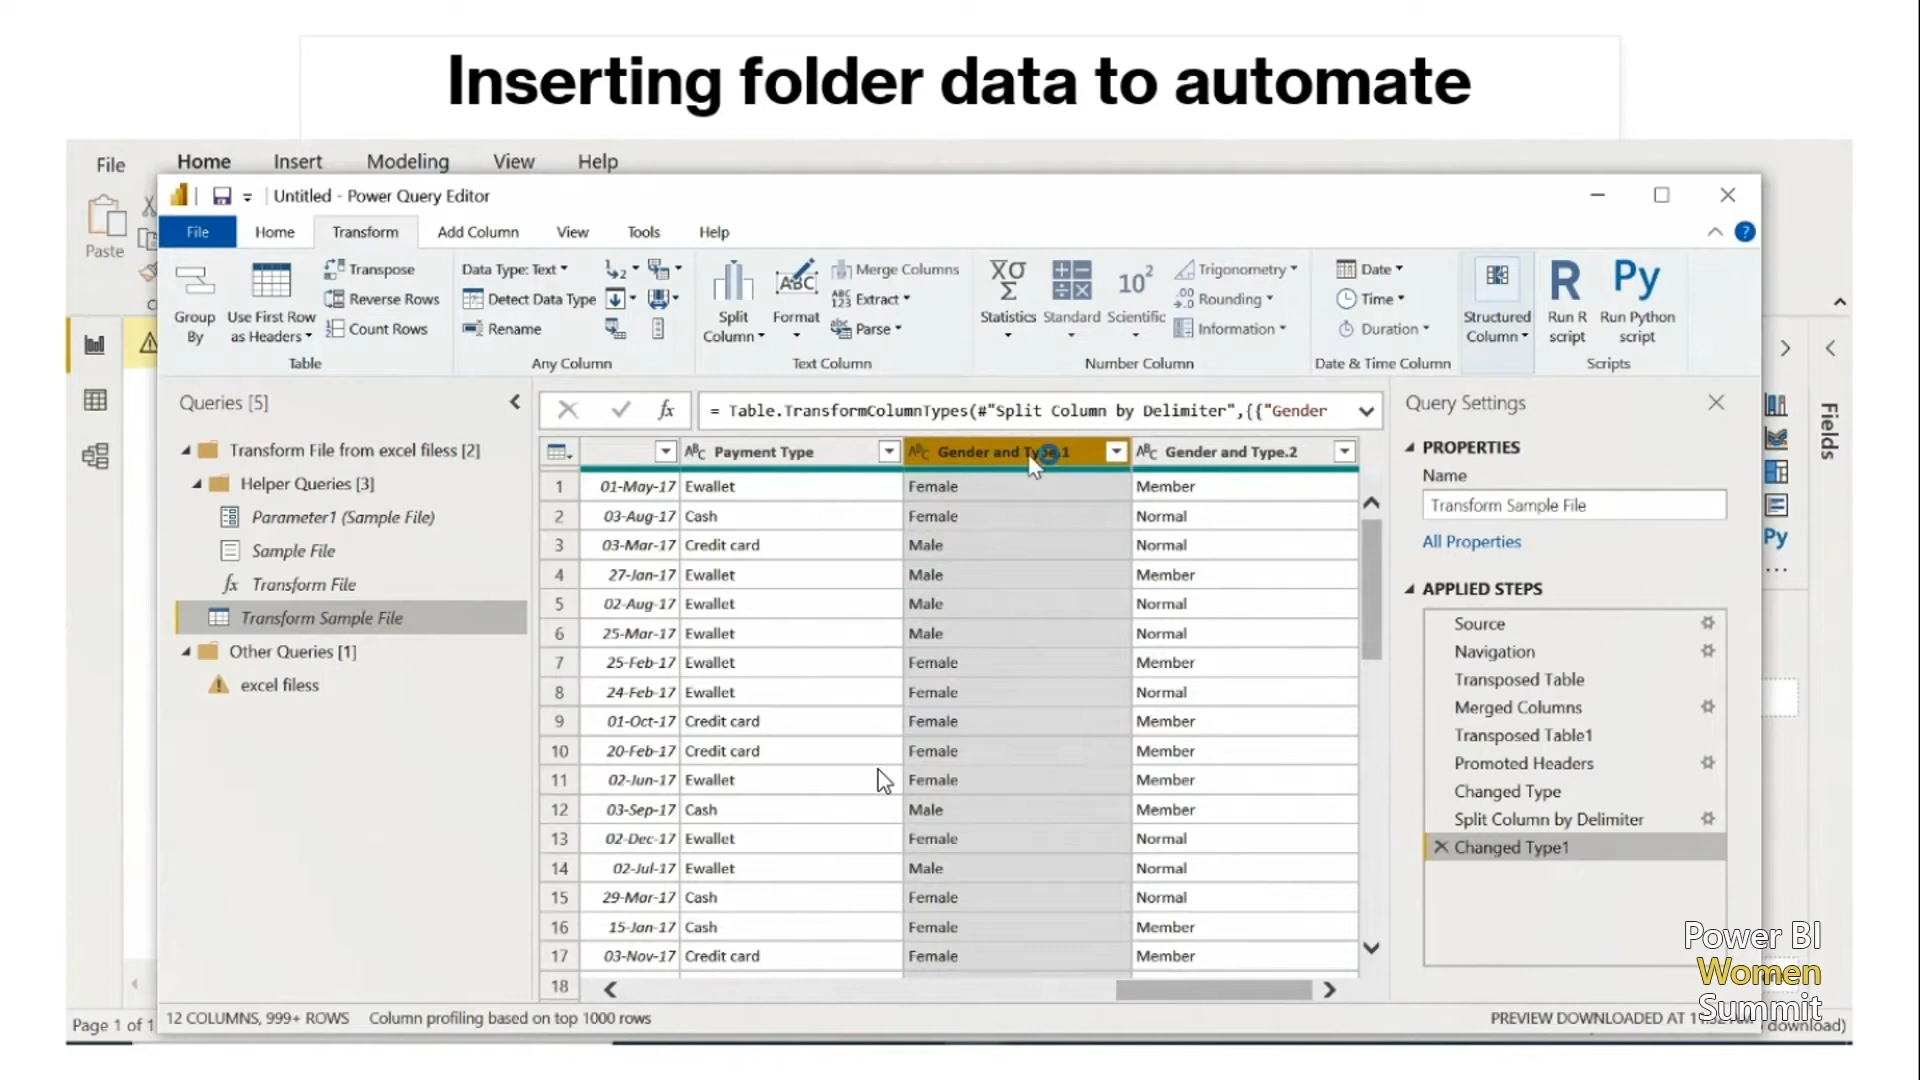 Inserting folder data to automate
File Home Insert Modeling View Help
Untitled - Power Query Editor
File Home Transform Add Column View Tools Help
Paste
Group By
Use First Row as Headers
Transpose
Reverse Rows
Count Rows
Table
Data Type: Text
Detect Data Type
Rename
Any Column
Split Column
Format
Merge Columns
Extract
Parse
Text Column
Statistics
Standard
Scientific
Trigonometry
Rounding
Information
Number Column
Date
Time
Duration
Date & Time Column
Structured Column
Run R script
Run Python script
Scripts
Queries [5]
Transform File from excel filess [2]
Helper Queries [3]
Parameter1 (Sample File)
Sample File
Transform File
Transform Sample File
Other Queries [1]
excel filess
= Table.TransformColumnTypes(#"Split Column by Delimiter",{{"Gender
Payment Type Gender and Type.1 Gender and Type.2
1 01-May-17 Ewallet Female Member
2 03-Aug-17 Cash Female Normal
3 03-Mar-17 Credit card Male Normal
4 27-Jan-17 Ewallet Male Member
5 02-Aug-17 Ewallet Male Normal
6 25-Mar-17 Ewallet Male Normal
7 25-Feb-17 Ewallet Female Member
8 24-Feb-17 Ewallet Female Normal
9 01-Oct-17 Credit card Female Member
10 20-Feb-17 Credit card Female Member
11 02-Jun-17 Ewallet Female Member
12 03-Sep-17 Cash Male Member
13 02-Dec-17 Ewallet Female Normal
14 02-Jul-17 Ewallet Male Normal
15 29-Mar-17 Cash Female Normal
16 15-Jan-17 Cash Female Member
17 03-Nov-17 Credit card Female Member
18
Query Settings
PROPERTIES
Name
Transform Sample File
All Properties
APPLIED STEPS
Source
Navigation
Transposed Table
Merged Columns
Transposed Table1
Promoted Headers
Changed Type
Split Column by Delimiter
Changed Type1
Fields
Py
Power BI
Women
Summit
12 COLUMNS, 999+ ROWS Column profiling based on top 1000 rows
PREVIEW DOWNLOADED AT
Page 1 of 1
download)